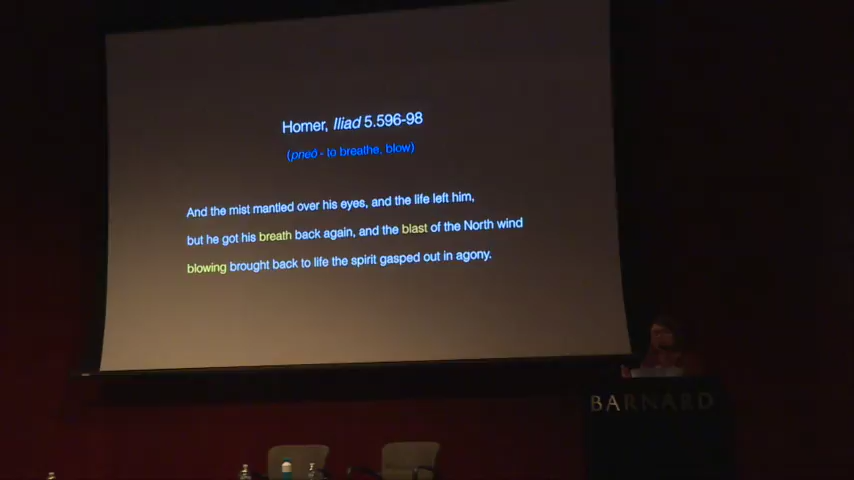 Homer, Iliad 5.596-98
(pneō - to breathe, blow)
And the mist mantled over his eyes, and the life left him,
but he got his breath back again, and the blast of the North wind
blowing brought back to life the spirit gasped out in agony.
BARNARD